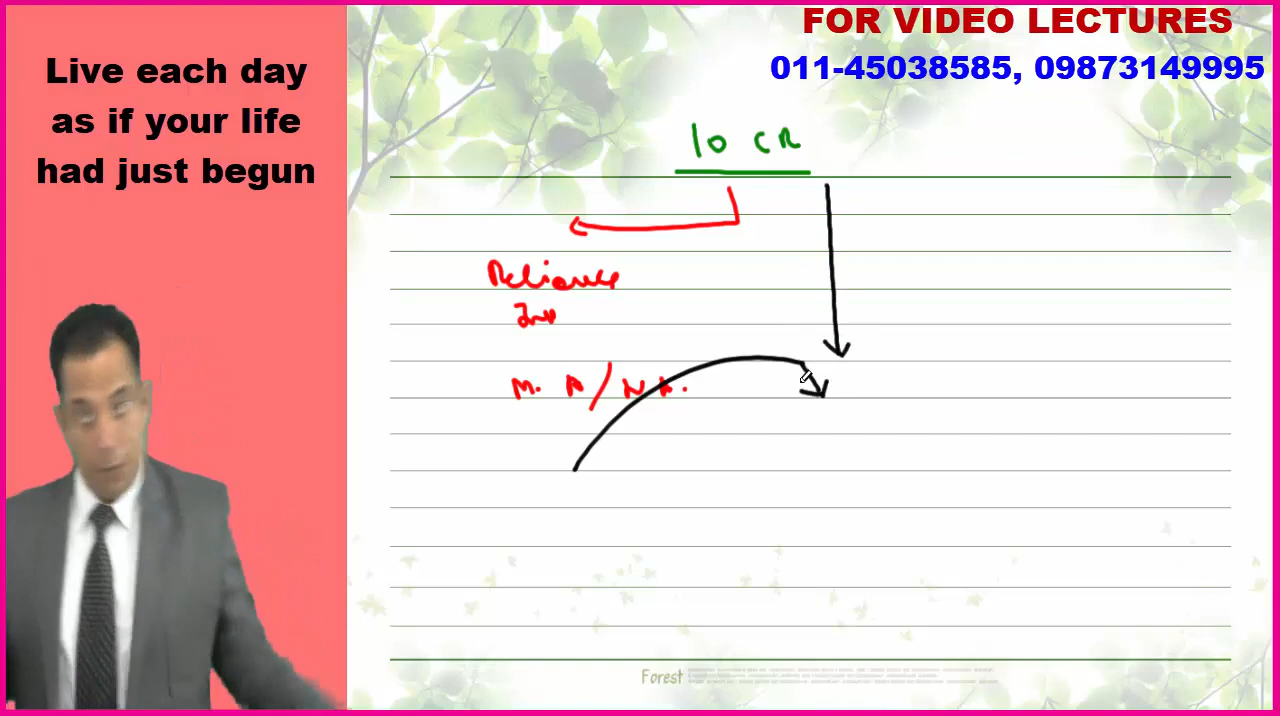 Live each day
as if your life
had just begun
FOR VIDEO LECTURES
011-45038585, 09873149995
10 CR
Reliance
M. A / N A.
Forest